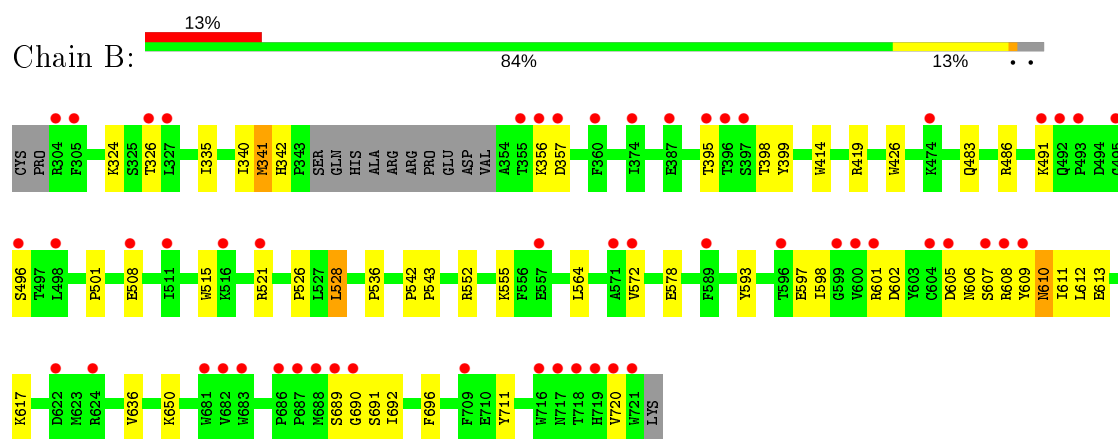 13%
Chain B:
84%
13%
CYS PRO R304 F305 K324 S325 T326 L327 I335 I340 M341 H342 P343 SER GLN HIS ALA ARG ARG PRO GLU ASP VAL A354 T355 K356 D357 F360 I374 E387 T395 T396 S397 T398 Y399 W414 R419 W426 K474 Q483 R486 K491 Q492 P493 D494 C495
S496 T497 L498 P501 E508 I511 W515 K516 R521 P526 L527 L528 P536 P542 P543 R552 K555 F556 E557 L564 A571 V572 E578 F589 Y593 T596 E597 I598 G599 V600 R601 D602 Y603 C604 D605 N606 S607 R608 Y609 N610 I611 L612 E613
K617 D622 M623 R624 V636 K650 W681 V682 W683 P686 P687 M688 S689 G690 S691 I692 F696 F709 E710 Y711 W716 N717 T718 H719 V720 W721 LYS